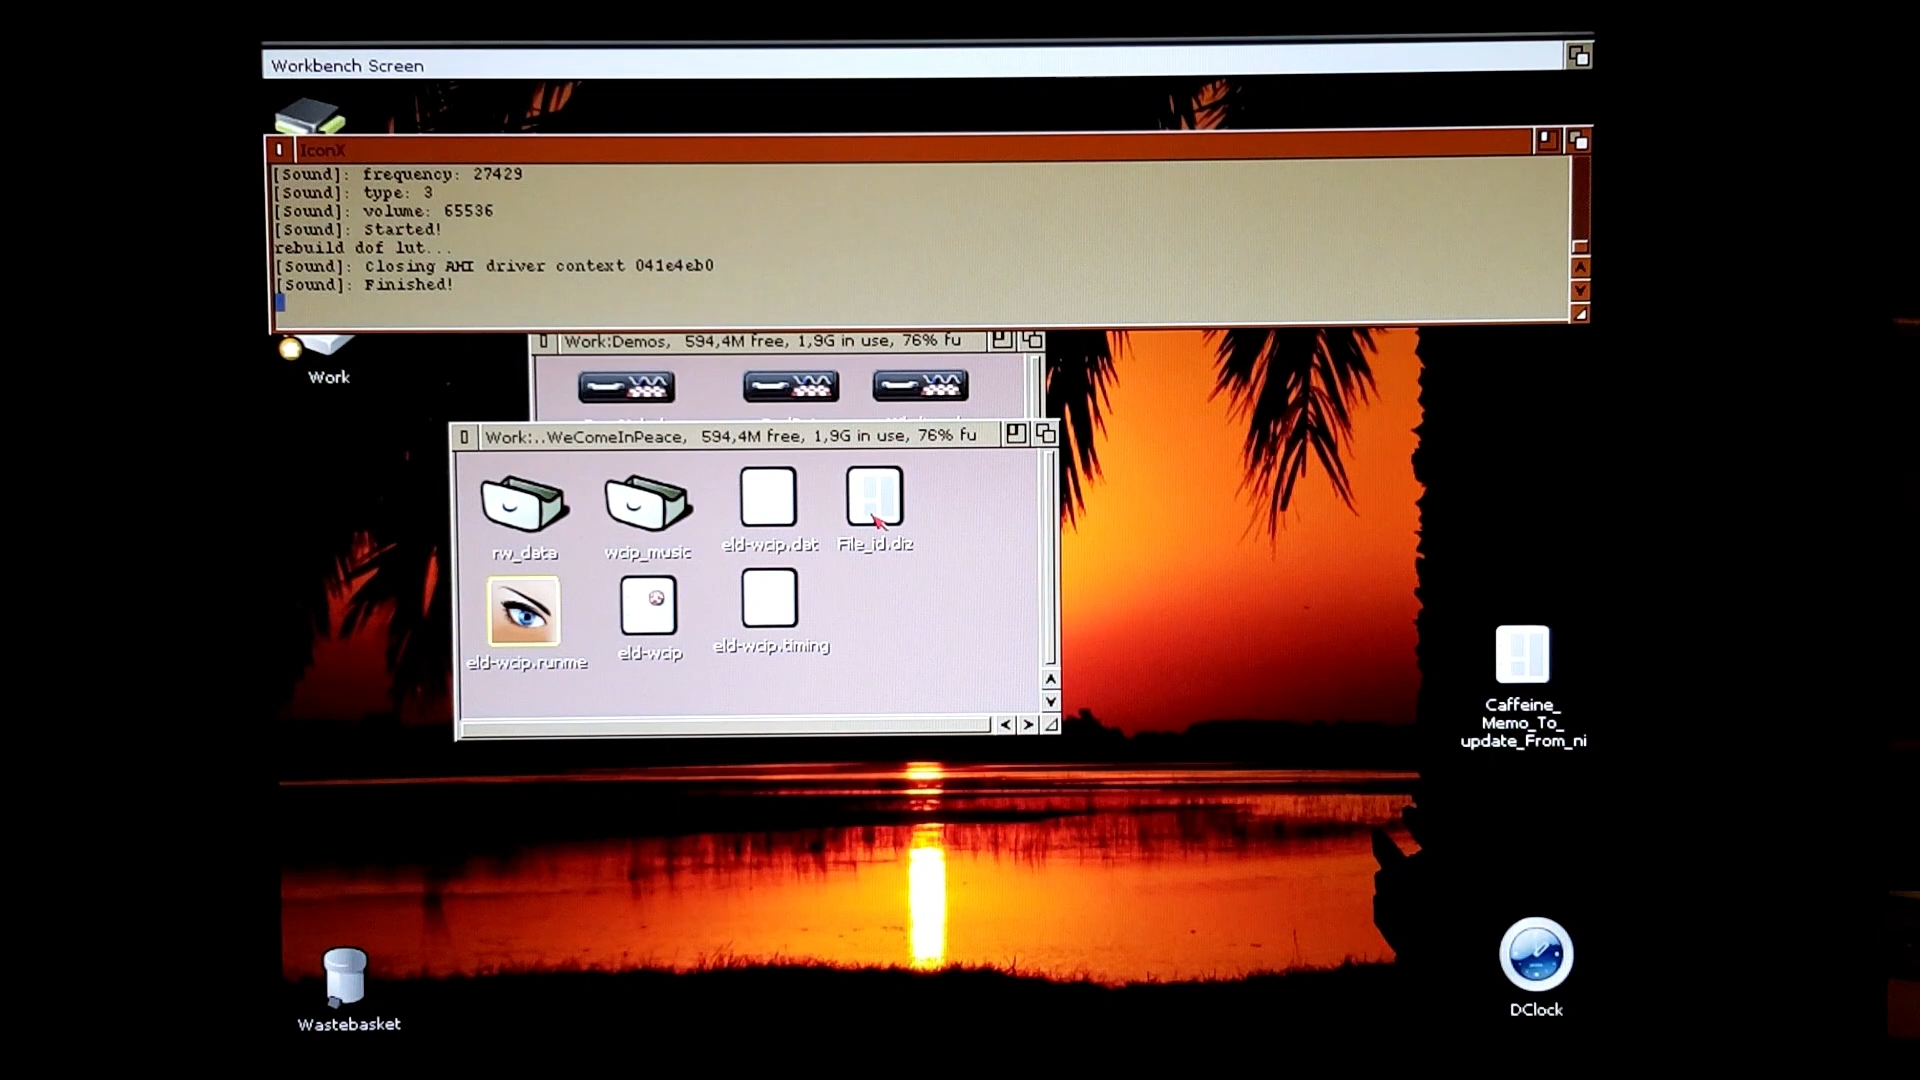 Workbench Screen
IconX
[Sound]: frequency: 27429
[Sound]: type: 3
[Sound]: volume: 65536
[Sound]: Started!
rebuild dof lut...
[Sound]: Closing AHI driver context 041e4eb0
[Sound]: Finished!
Work
Work:Demos, 594,4M free, 1,9G in use, 76% fu
Work:..WeComeInPeace, 594,4M free, 1,9G in use, 76% fu
rw_data
wcip_music
eld-wcip.dat
File_id.diz
eld-wcip.runme
eld-wcip
eld-wcip.timing
Caffeine_
Memo_To_
update_From_ni
Wastebasket
DClock